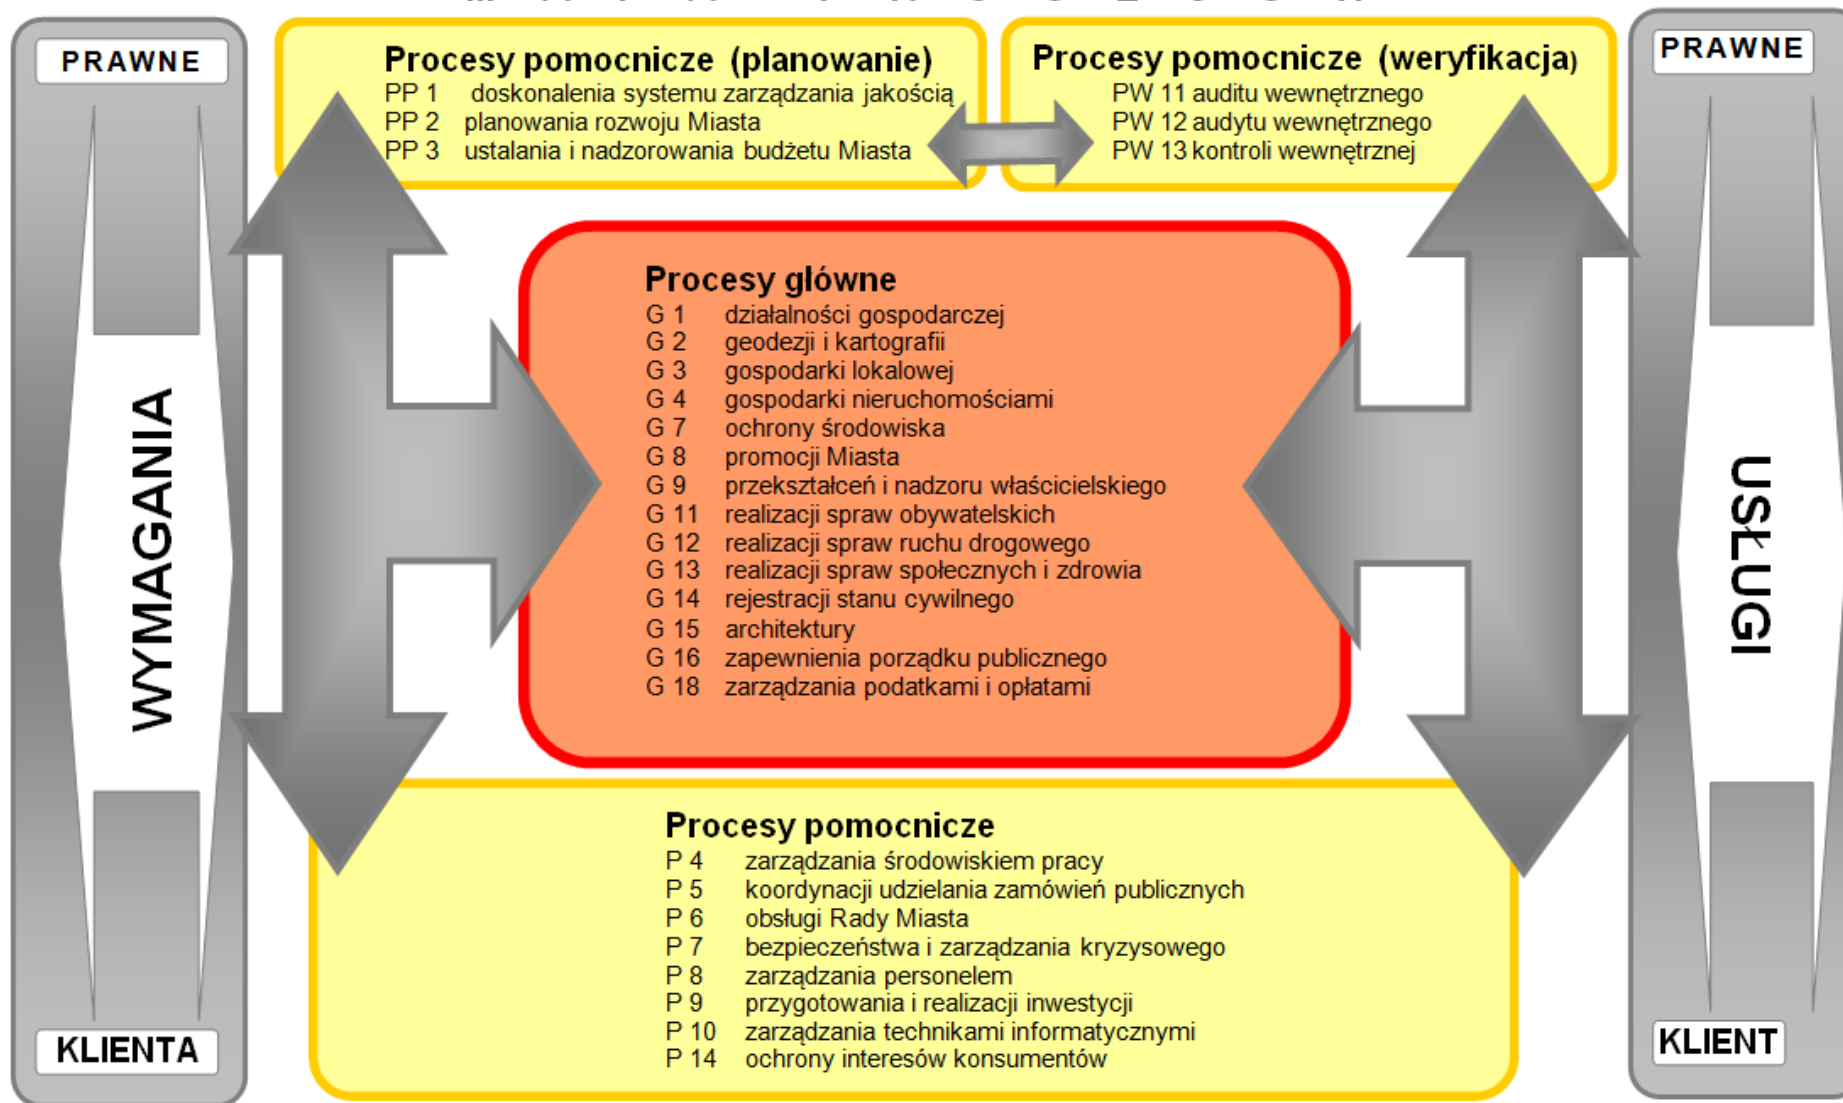 PRAWNE
WYMAGANIA
KLIENTA
Procesy pomocnicze (planowanie)
PP 1 doskonalenia systemu zarządzania jakością
PP 2 planowania rozwoju Miasta
PP 3 ustalania i nadzorowania budżetu Miasta
Procesy pomocnicze (weryfikacja)
PW 11 auditu wewnętrznego
PW 12 audytu wewnętrznego
PW 13 kontroli wewnętrznej
Procesy główne
G 1 działalności gospodarczej
G 2 geodezji i kartografii
G 3 gospodarki lokalowej
G 4 gospodarki nieruchomościami
G 7 ochrony środowiska
G 8 promocji Miasta
G 9 przekształceń i nadzoru właścicielskiego
G 11 realizacji spraw obywatelskich
G 12 realizacji spraw ruchu drogowego
G 13 realizacji spraw społecznych i zdrowia
G 14 rejestracji stanu cywilnego
G 15 architektury
G 16 zapewnienia porządku publicznego
G 18 zarządzania podatkami i opłatami
Procesy pomocnicze
P 4 zarządzania środowiskiem pracy
P 5 koordynacji udzielania zamówień publicznych
P 6 obsługi Rady Miasta
P 7 bezpieczeństwa i zarządzania kryzysowego
P 8 zarządzania personelem
P 9 przygotowania i realizacji inwestycji
P 10 zarządzania technikami informatycznymi
P 14 ochrony interesów konsumentów
PRAWNE
USŁUGI
KLIENT